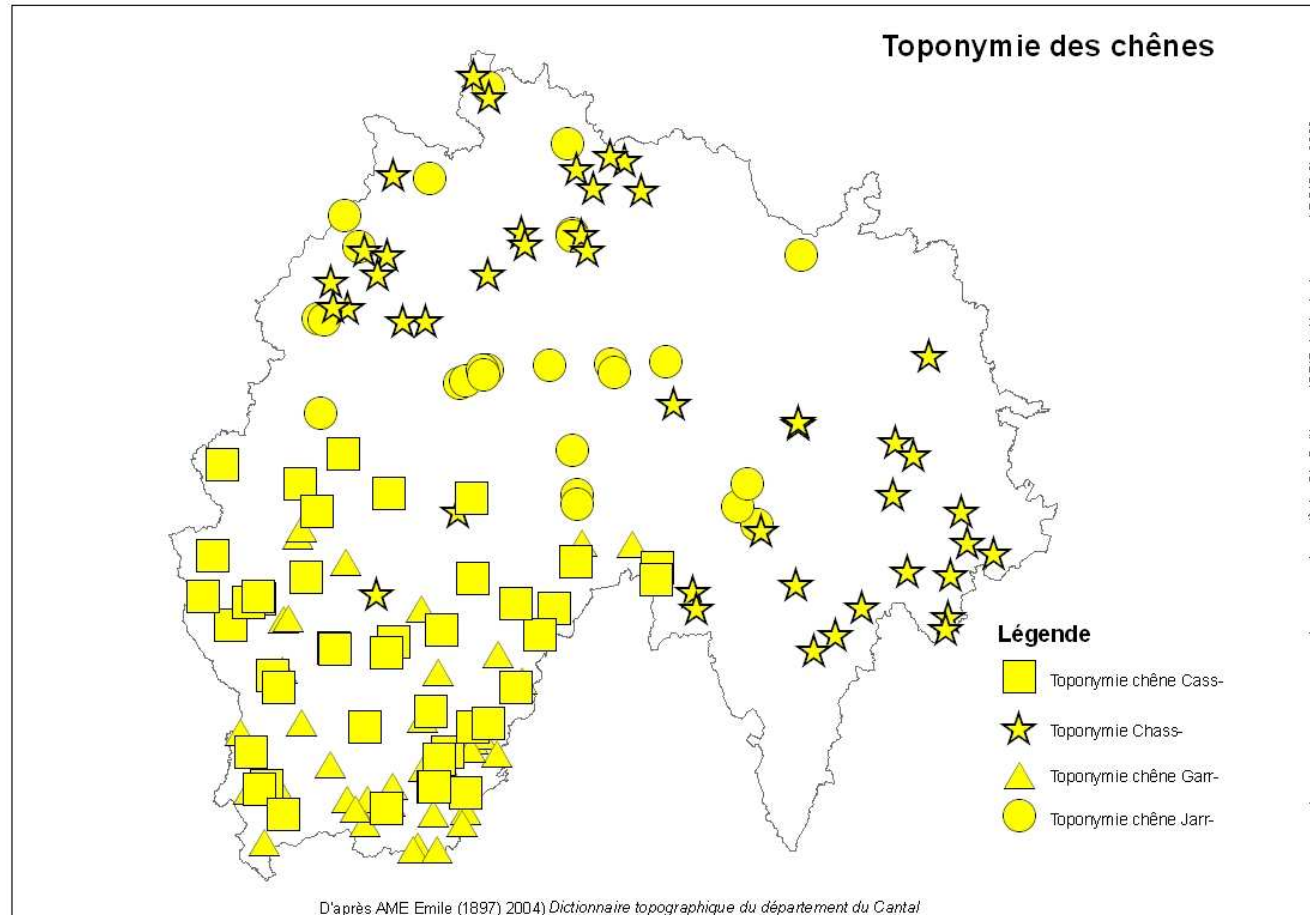 Toponymie des chênes
Légende
Toponymie chêne Cass-
Toponymie Chass-
Toponymie chêne Garr-
Toponymie chêne Jarr-
D'après AME Emile (1897) 2004) Dictionnaire topographique du département du Cantal